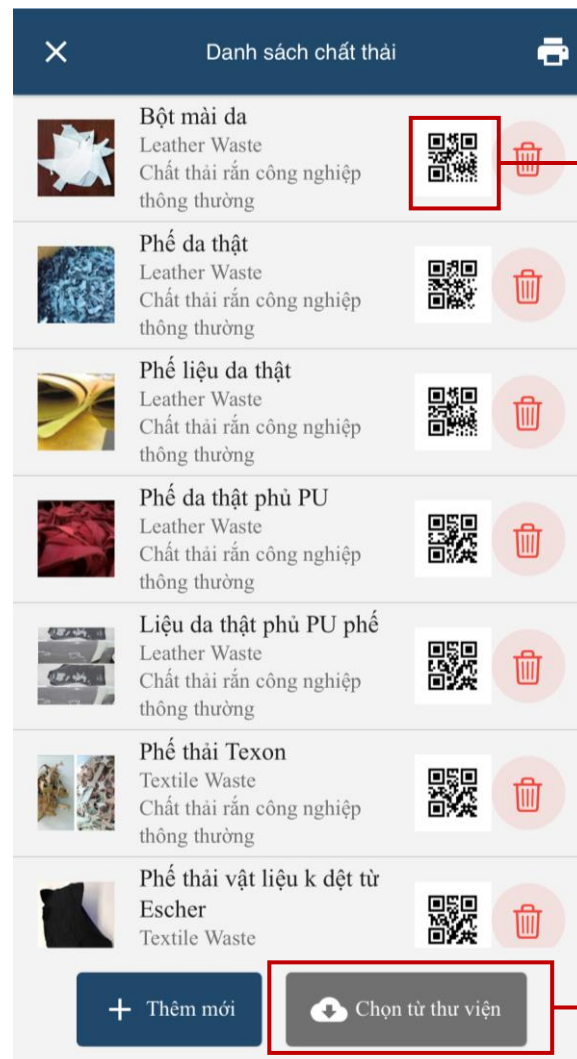 Danh sách chất thải
Bột mài da
Leather Waste
Chất thải rắn công nghiệp
thông thường
Phế da thật
Leather Waste
Chất thải rắn công nghiệp
thông thường
Phế liệu da thật
Leather Waste
Chất thải rắn công nghiệp
thông thường
Phế da thật phủ PU
Leather Waste
Chất thải rắn công nghiệp
thông thường
Liệu da thật phủ PU phế
Leather Waste
Chất thải rắn công nghiệp
thông thường
Phế thải Texon
Textile Waste
Chất thải rắn công nghiệp
thông thường
Phế thải vật liệu k dệt từ
Escher
Textile Waste
Thêm mới
Chọn từ thư viện